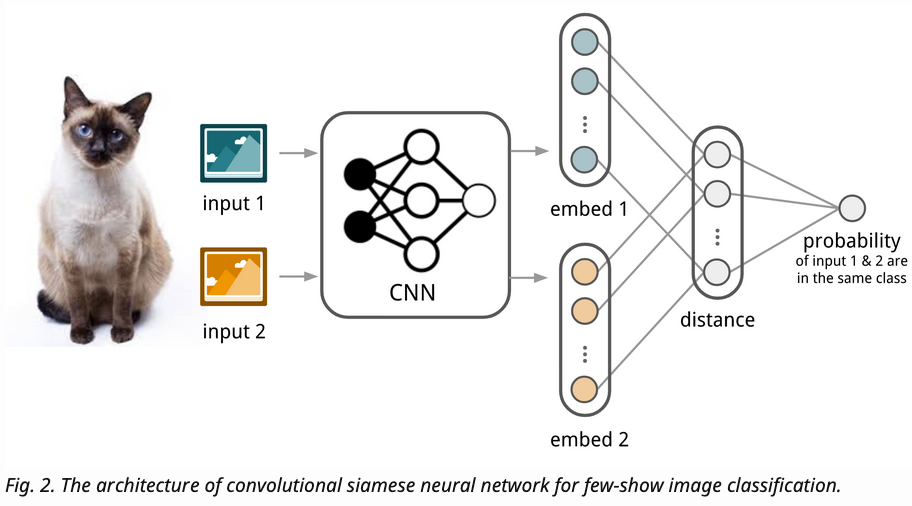 input 1
input 2
CNN
embed 1
embed 2
distance
probability
of input 1 & 2 are
in the same class
Fig. 2. The architecture of convolutional siamese neural network for few-show image classification.